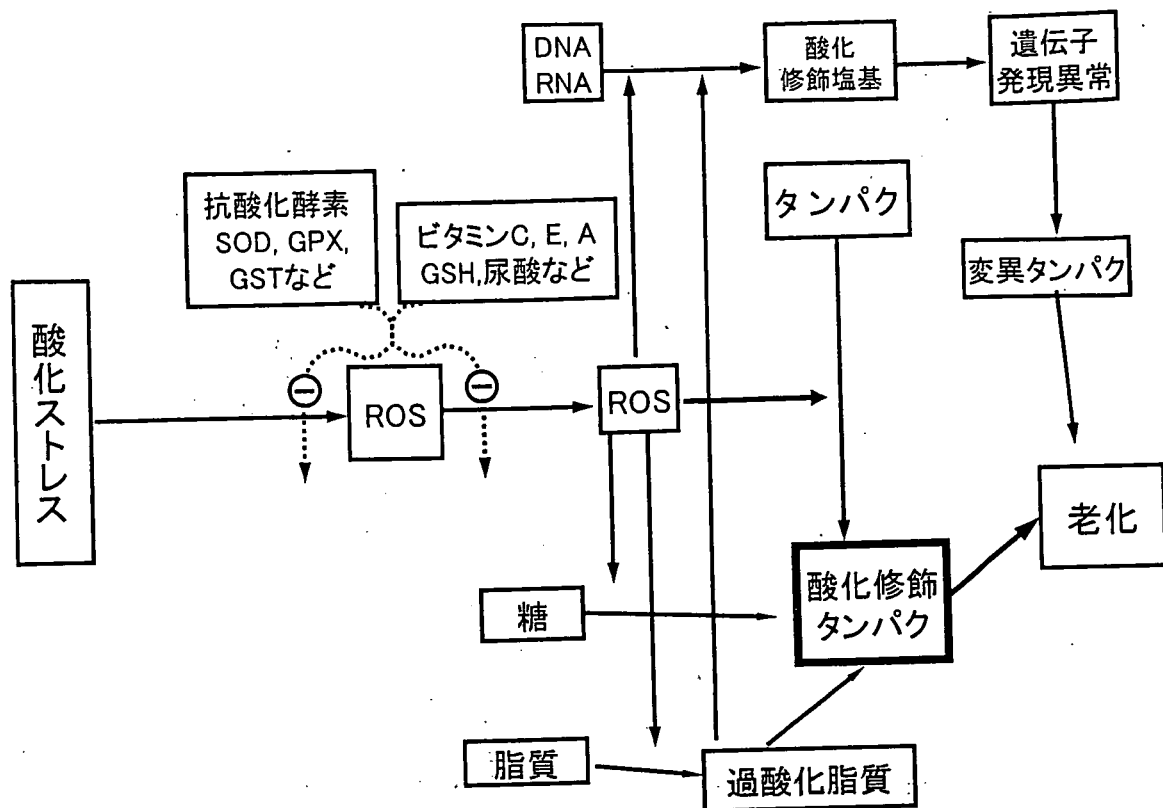 DNA
RNA
酸化
修飾塩基
遺伝子
発現異常
抗酸化酵素
SOD, GPX,
GSTなど
ビタミンC, E, A
GSH,尿酸など
タンパク
変異タンパク
酸化ストレス
ROS
ROS
老化
酸化修飾
タンパク
糖
脂質
過酸化脂質